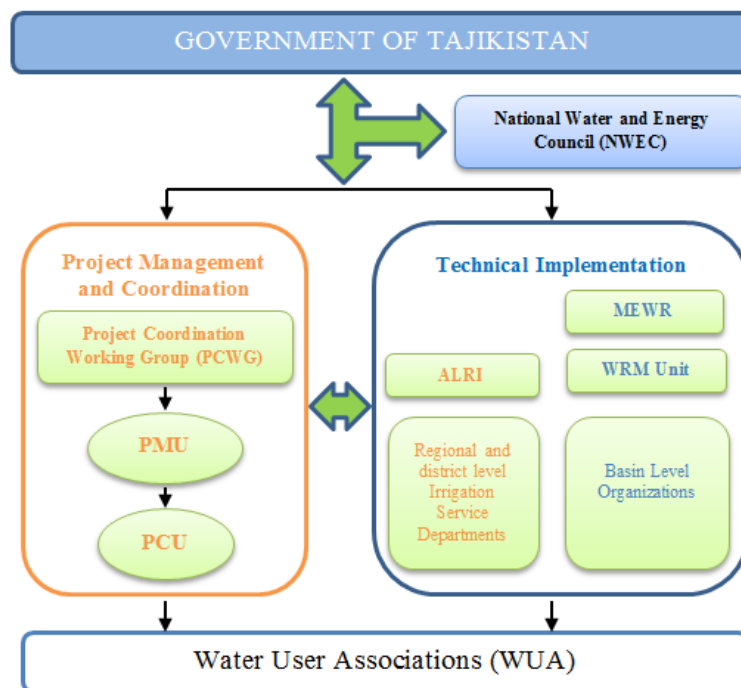 GOVERNMENT OF TAJIKISTAN
National Water and Energy
Council (NWEC)
Project Management
and Coordination
Project Coordination
Working Group (PCWG)
PMU
PCU
Technical Implementation
MEWR
ALRI
WRM Unit
Regional and
district level
Irrigation
Service
Departments
Basin Level
Organizations
Water User Associations (WUA)